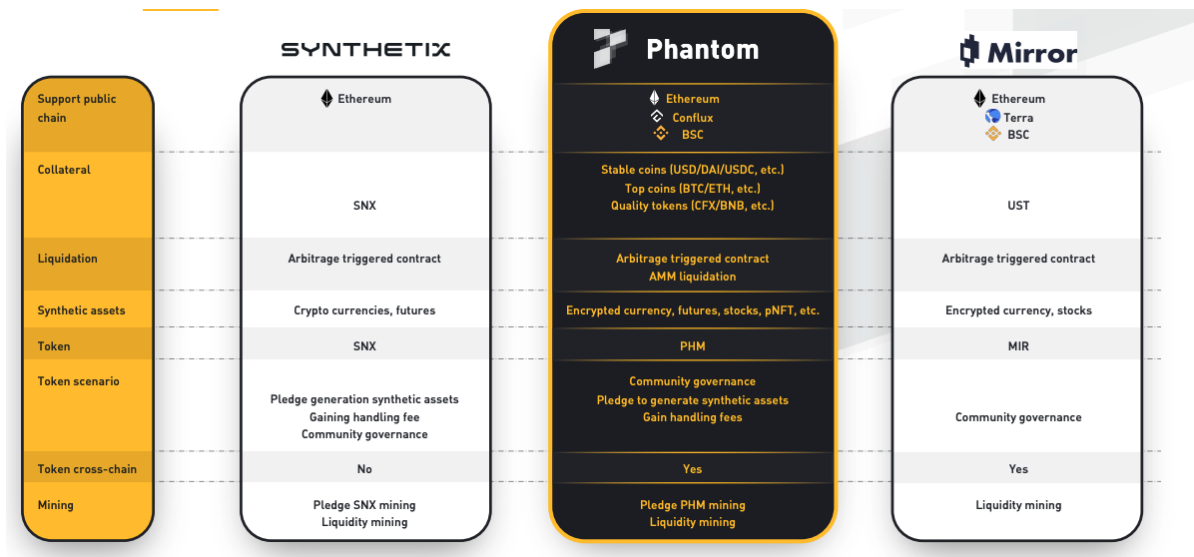 SYNTHETIX
Phantom
Mirror
Support public
chain
Ethereum
Ethereum
Conflux
BSC
Ethereum
Terra
BSC
Collateral
SNX
Stable coins (USD/DAI/USDC, etc.)
Top coins (BTC/ETH, etc.)
Quality tokens (CFX/BNB, etc.)
UST
Liquidation
Arbitrage triggered contract
Arbitrage triggered contract
AMM liquidation
Arbitrage triggered contract
Synthetic assets
Crypto currencies, futures
Encrypted currency, futures, stocks, pNFT, etc.
Encrypted currency, stocks
Token
SNX
PHM
MIR
Token scenario
Pledge generation synthetic assets
Gaining handling fee
Community governance
Community governance
Pledge to generate synthetic assets
Gain handling fees
Community governance
Token cross-chain
No
Yes
Yes
Mining
Pledge SNX mining
Liquidity mining
Pledge PHM mining
Liquidity mining
Liquidity mining